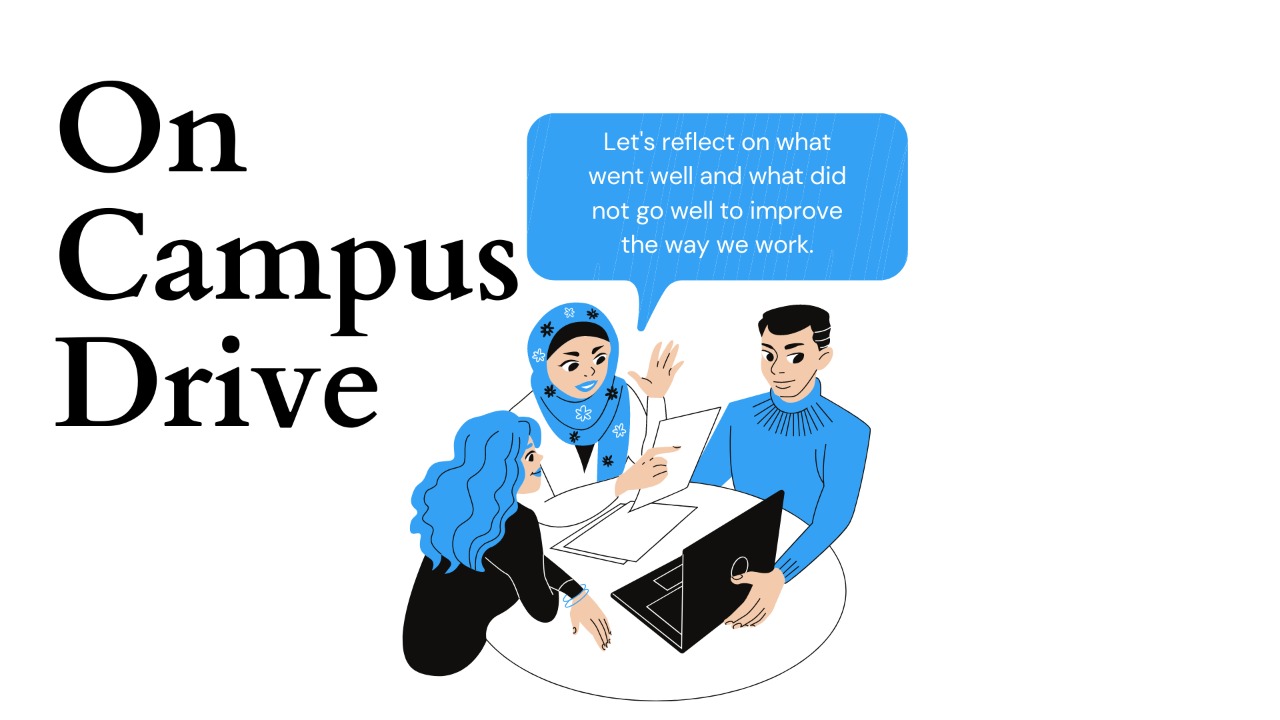 On
Campus
Drive
Let's reflect on what
went well and what did
not go well to improve
the way we work.